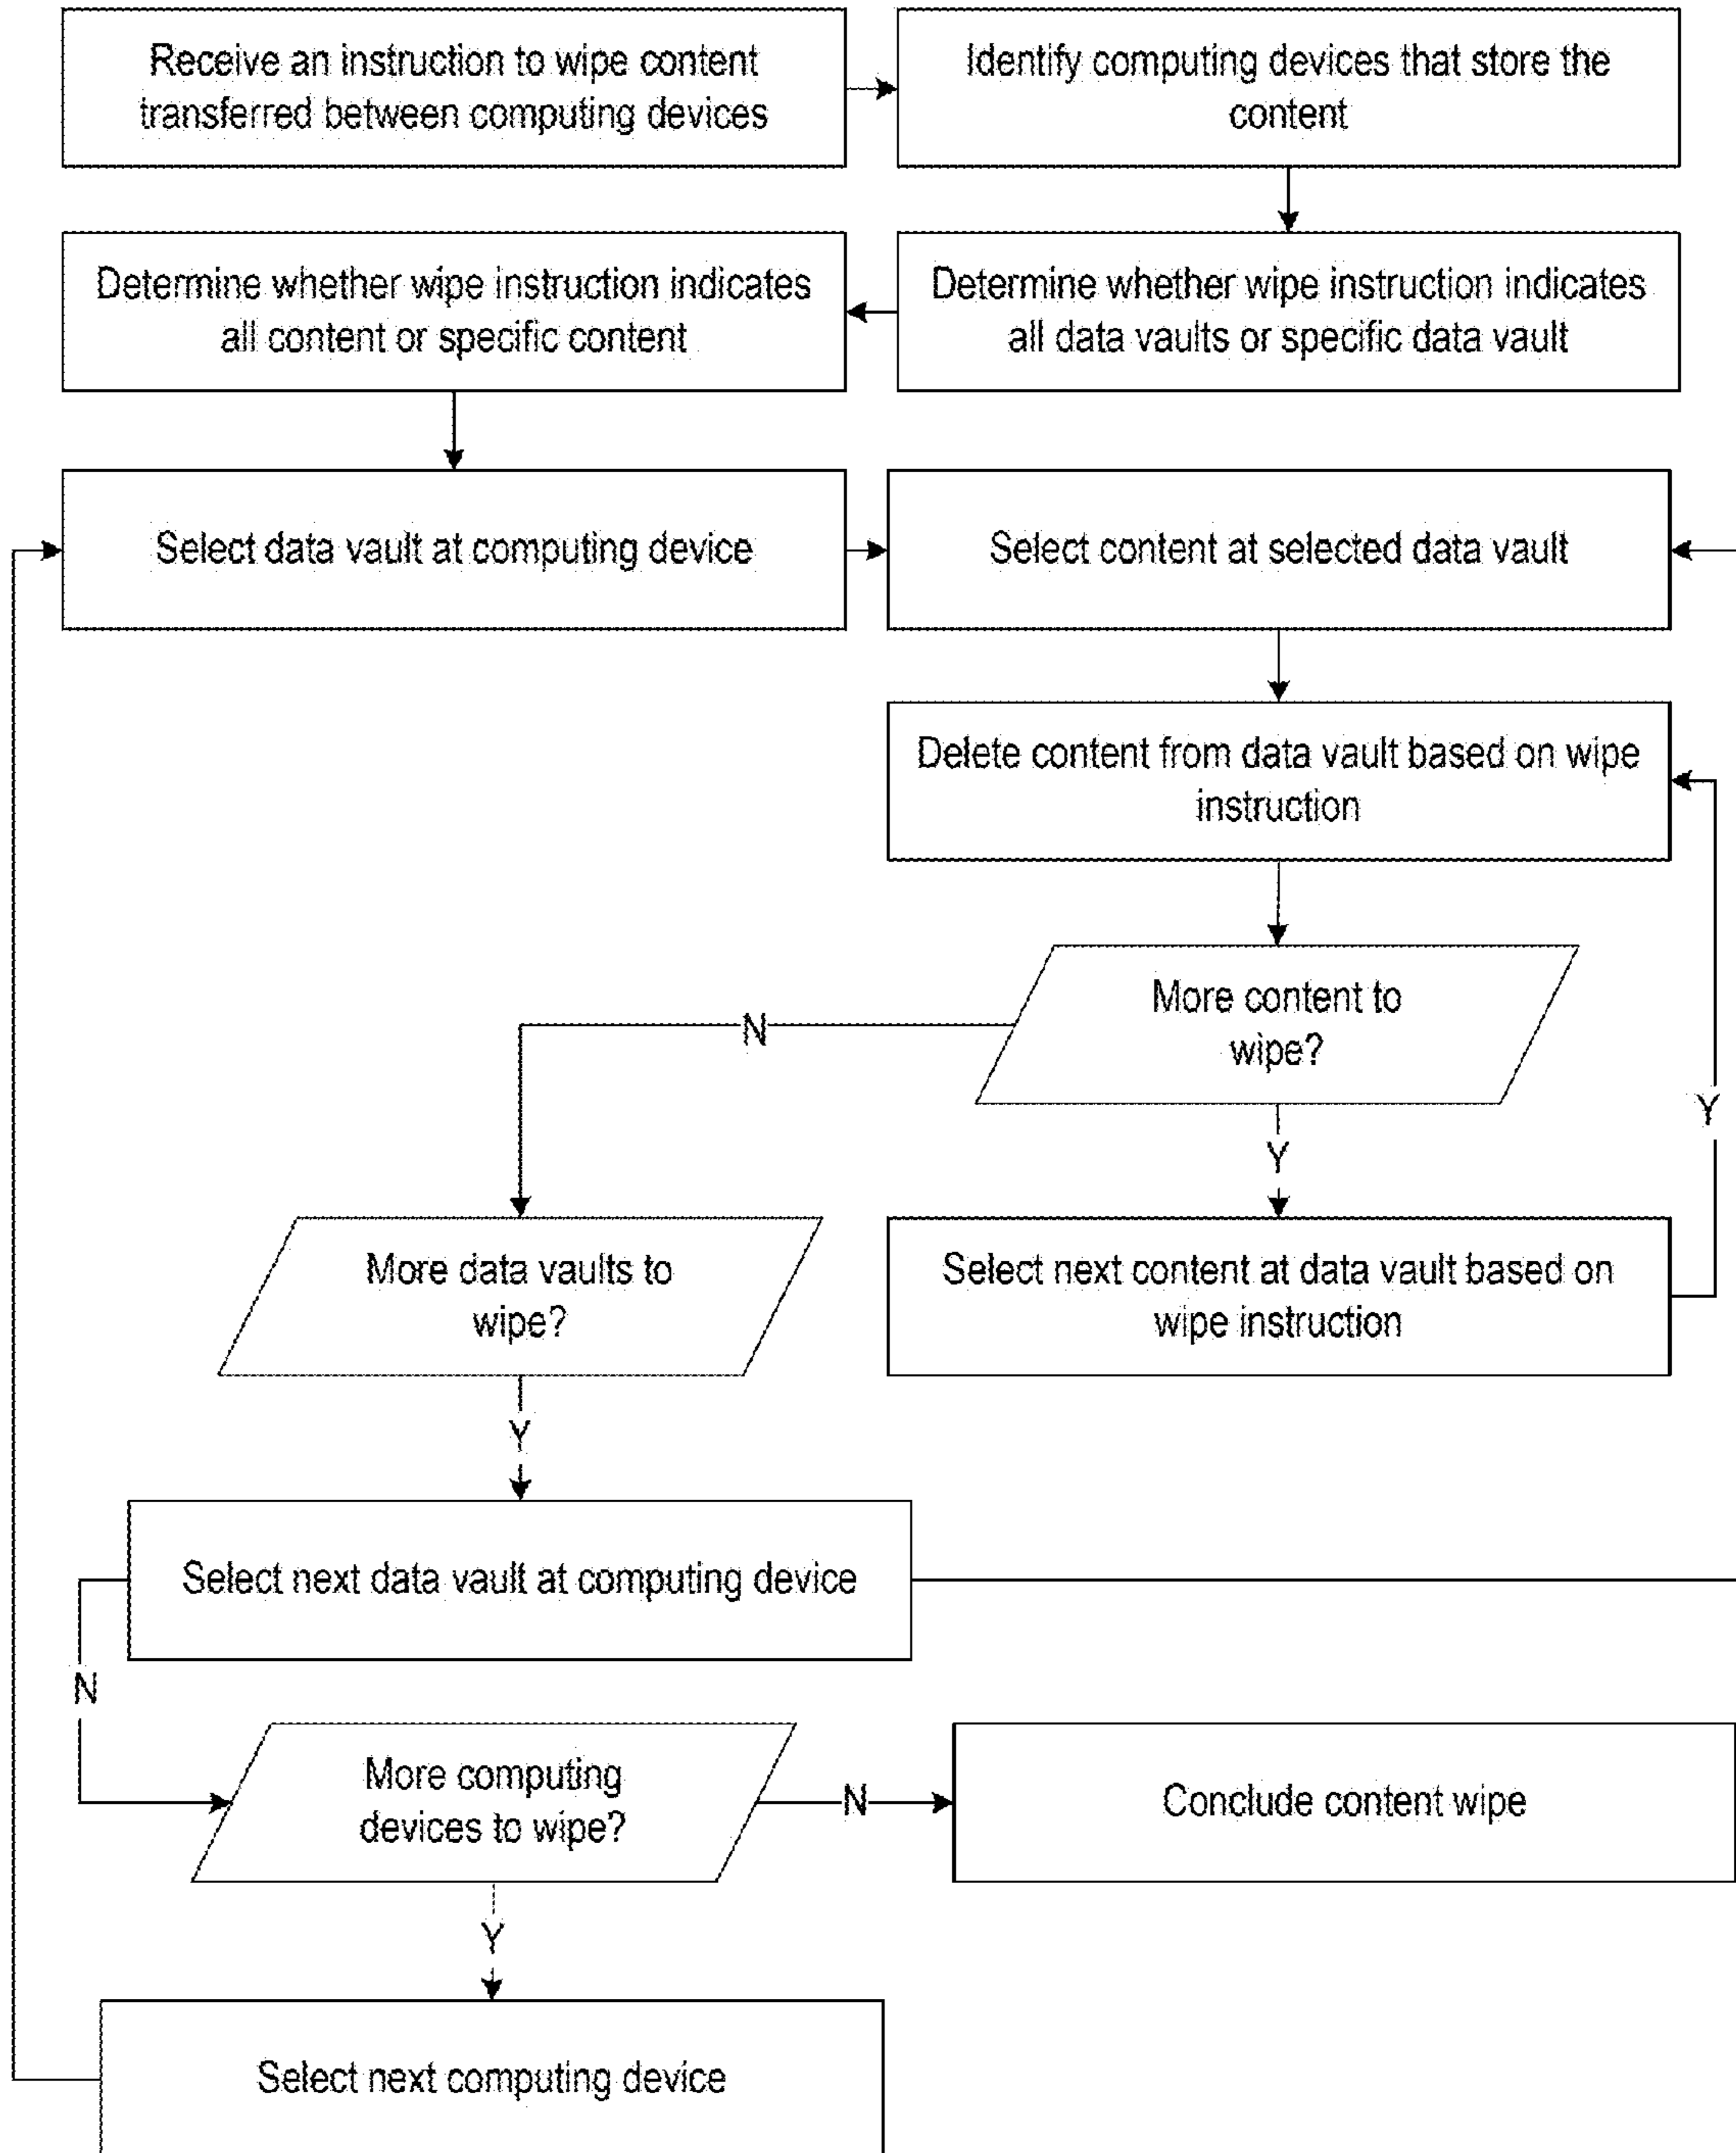 Receive an instruction to wipe content
transferred between computing devices
Identify computing devices that store the
content
Determine whether wipe instruction indicates
all content or specific content
Determine whether wipe instruction indicates
all data vaults or specific data vault
Select data vault at computing device
Select content at selected data vault
Delete content from data vault based on wipe
instruction
More content to
wipe?
N
Y
Y
More data vaults to
wipe?
Select next content at data vault based on
wipe instruction
Y
Select next data vault at computing device
N
More computing
devices to wipe?
N
Conclude content wipe
Y
Select next computing device